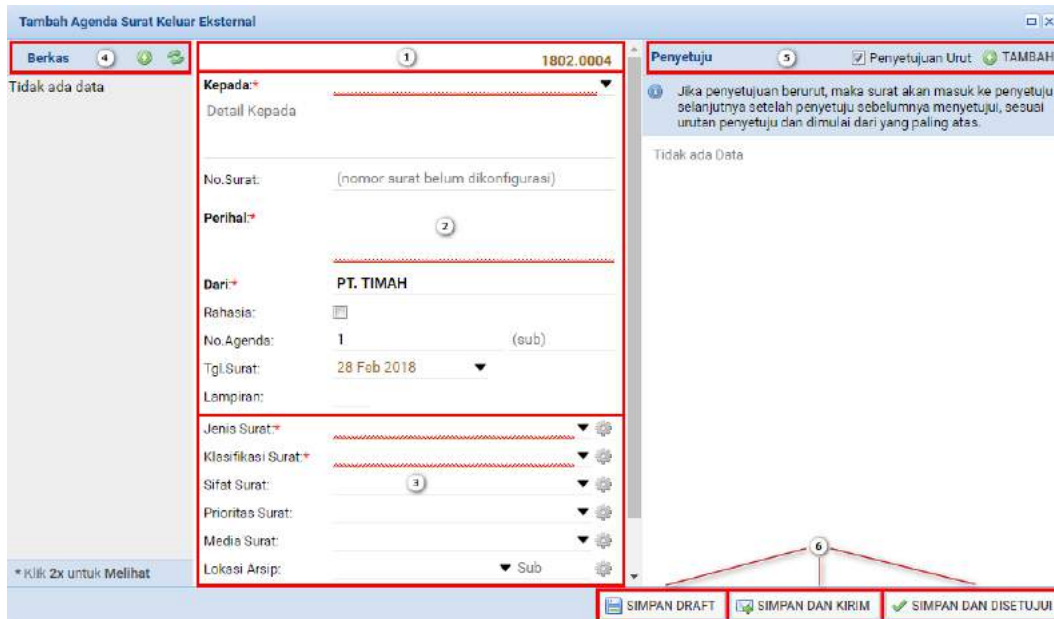 Tambah Agenda Surat Keluar Eksternal
Berkas 4
Tidak ada data
* Klik 2x untuk Melihat
1 1802.0004
Kepada:*
Detail Kepada
No.Surat: (nomor surat belum dikonfigurasi)
Perihal:* 2
Dari:* PT. TIMAH
Rahasia:
No.Agenda: 1 (sub)
Tgl.Surat: 28 Feb 2018
Lampiran:
Jenis Surat:*
Klasifikasi Surat:*
Sifat Surat: 3
Prioritas Surat:
Media Surat:
Lokasi Arsip: Sub
Penyetuju 5 Penyetujuan Urut TAMBAH
Jika penyetujuan berurut, maka surat akan masuk ke penyetuju
selanjutnya setelah penyetuju sebelumnya menyetujui, sesuai
urutan penyetuju dan dimulai dari yang paling atas.
Tidak ada Data
6
SIMPAN DRAFT SIMPAN DAN KIRIM SIMPAN DAN DISETUJUI